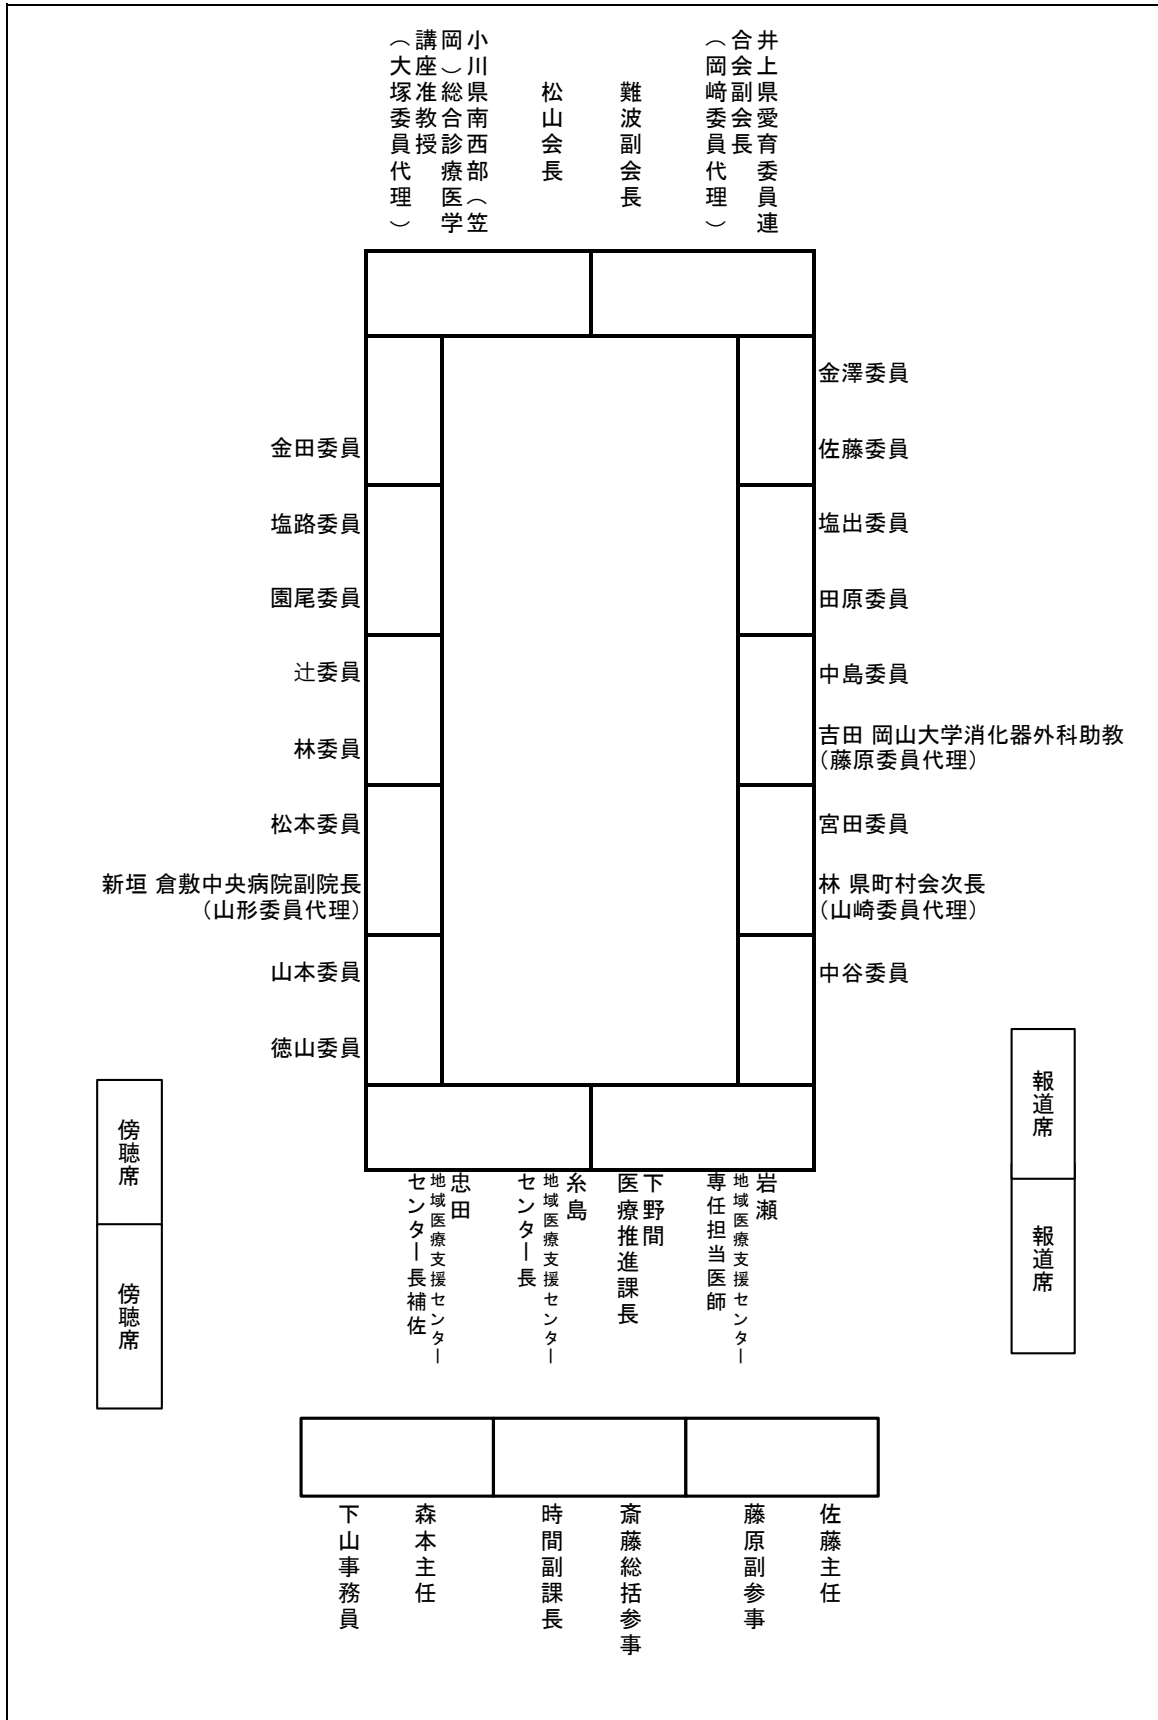 井上県愛育委員連
合会副会長
（岡﨑委員代理）
難波副会長
松山会長
小川県南西部（笠
岡）総合診療医学
講座准教授
（大塚委員代理）
金澤委員
金田委員
佐藤委員
塩路委員
塩出委員
園尾委員
田原委員
辻委員
中島委員
林委員
吉田 岡山大学消化器外科助教
（藤原委員代理）
松本委員
宮田委員
新垣 倉敷中央病院副院長
（山形委員代理）
林 県町村会次長
（山崎委員代理）
山本委員
中谷委員
徳山委員
報道席
報道席
傍聴席
傍聴席
岩瀬
地域医療支援センター
専任担当医師
下野間
医療推進課長
糸島
地域医療支援センター
センター長
忠田
地域医療支援センター
センター長補佐
佐藤主任
藤原副参事
斎藤総括参事
時間副課長
森本主任
下山事務員